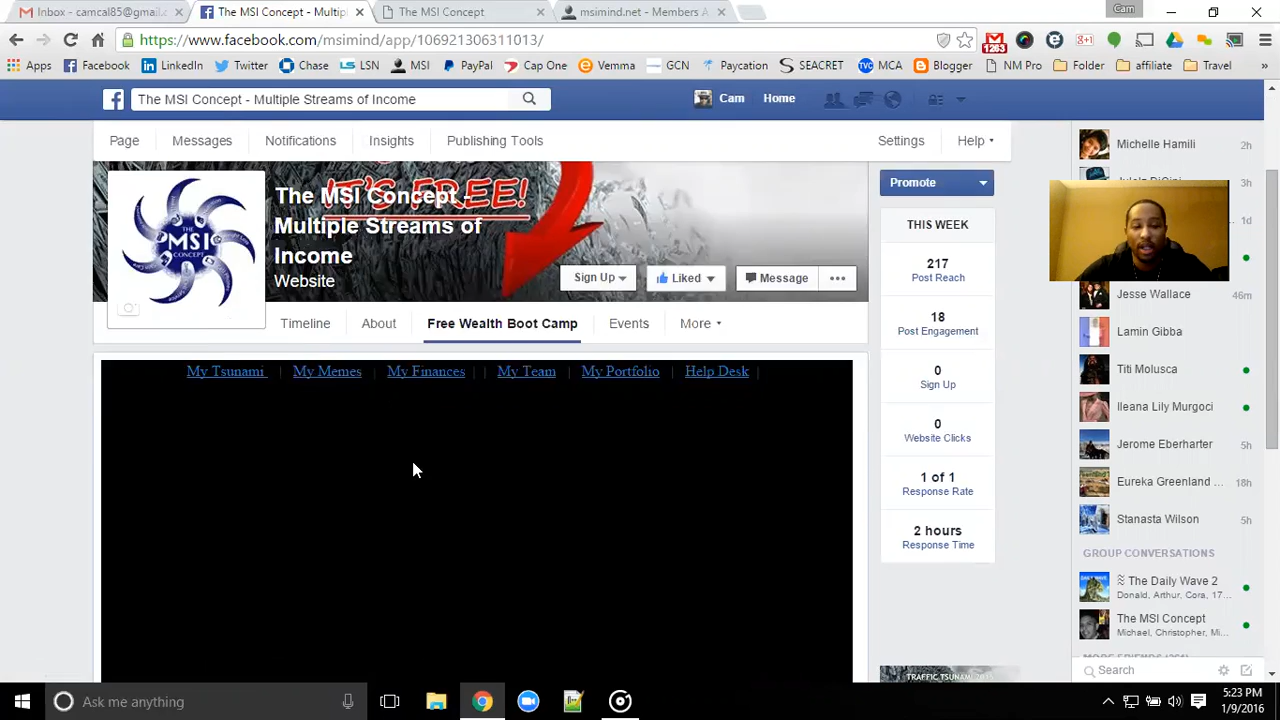 Inbox - camcal85@gmail.c
The MSI Concept - Multip
The MSI Concept
msimind.net - Members A
Cam
https://www.facebook.com/msimind/app/106921306311013/
1263
Apps Facebook LinkedIn Twitter Chase LSN MSI PayPal Cap One Vemma GCN Paycation SEACRET MCA Blogger NM Pro Folder affiliate Travel »
The MSI Concept - Multiple Streams of Income
Cam Home
Page Messages Notifications Insights Publishing Tools Settings Help
IT'S FREE!
THE MSI CONCEPT
The MSI Concept -
Multiple Streams of
Income
Website
Sign Up Liked Message •••
Timeline About Free Wealth Boot Camp Events More
My Tsunami | My Memes | My Finances | | My Team | My Portfolio | Help Desk |
Promote
THIS WEEK
217
Post Reach
18
Post Engagement
0
Sign Up
0
Website Clicks
1 of 1
Response Rate
2 hours
Response Time
TRAFFIC TSUNAMI
Michelle Hamili 2h
3h
1d
Jesse Wallace 46m
Lamin Gibba
Titi Molusca
Ileana Lily Murgoci
Jerome Eberharter 5h
Eureka Greenland ... 18h
Stanasta Wilson 5h
GROUP CONVERSATIONS
The Daily Wave 2
Donald, Arthur, Cora, 17...
The MSI Concept
Michael, Christopher, Mi...
Search
Ask me anything
5:23 PM
1/9/2016